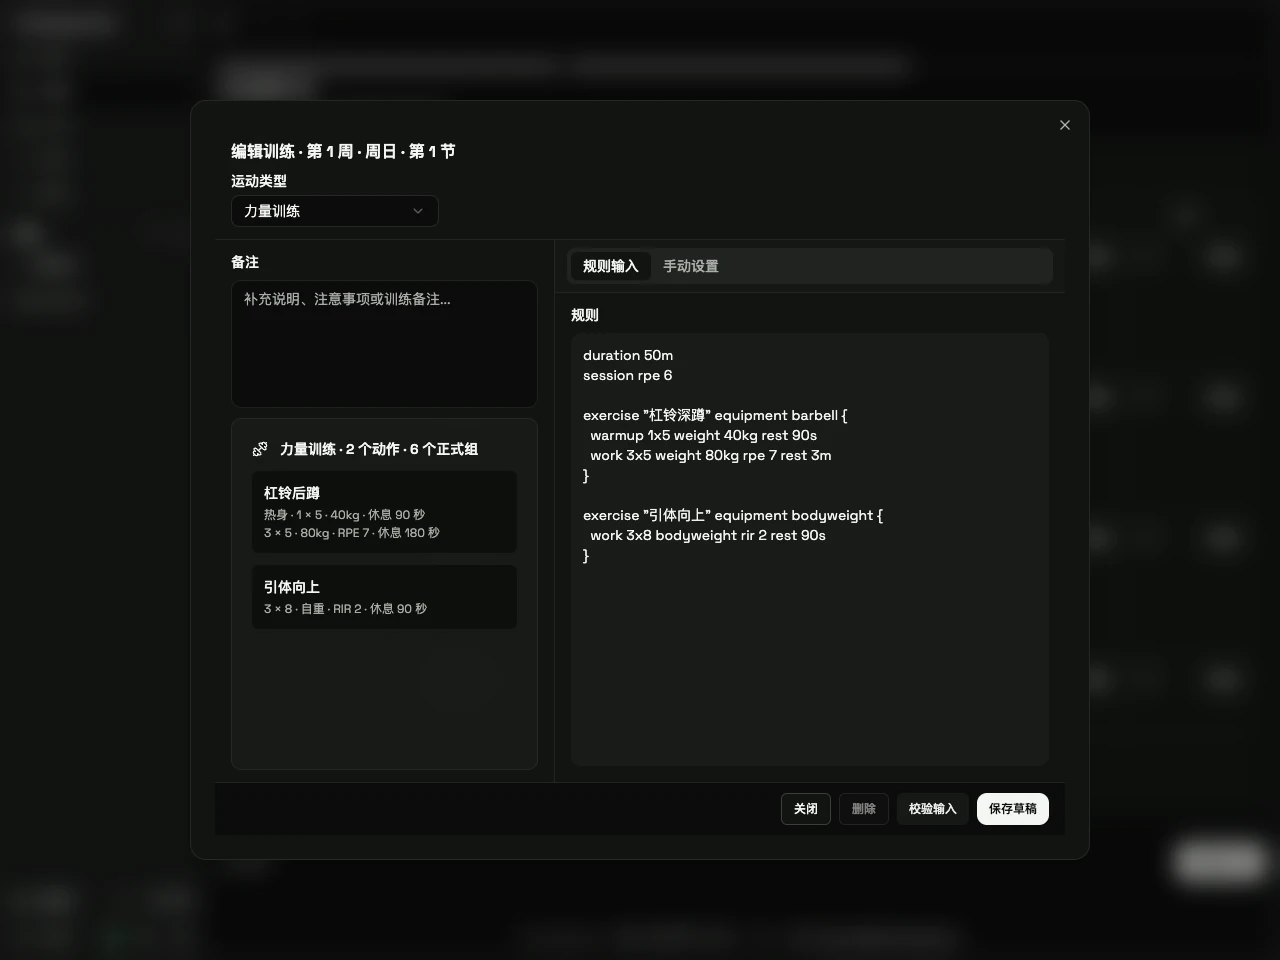 编辑训练 · 第 1 周 · 周日 · 第 1 节
运动类型
力量训练
备注
补充说明、注意事项或训练备注...
力量训练 · 2 个动作 · 6 个正式组
杠铃后蹲
热身 · 1 × 5 · 40kg · 休息 90 秒
3 × 5 · 80kg · RPE 7 · 休息 180 秒
引体向上
3 × 8 · 自重 · RIR 2 · 休息 90 秒
规则输入
手动设置
规则
duration 50m
session rpe 6
exercise "杠铃深蹲" equipment barbell {
warmup 1x5 weight 40kg rest 90s
work 3x5 weight 80kg rpe 7 rest 3m
}
exercise "引体向上" equipment bodyweight {
work 3x8 bodyweight rir 2 rest 90s
}
关闭
删除
校验输入
保存草稿